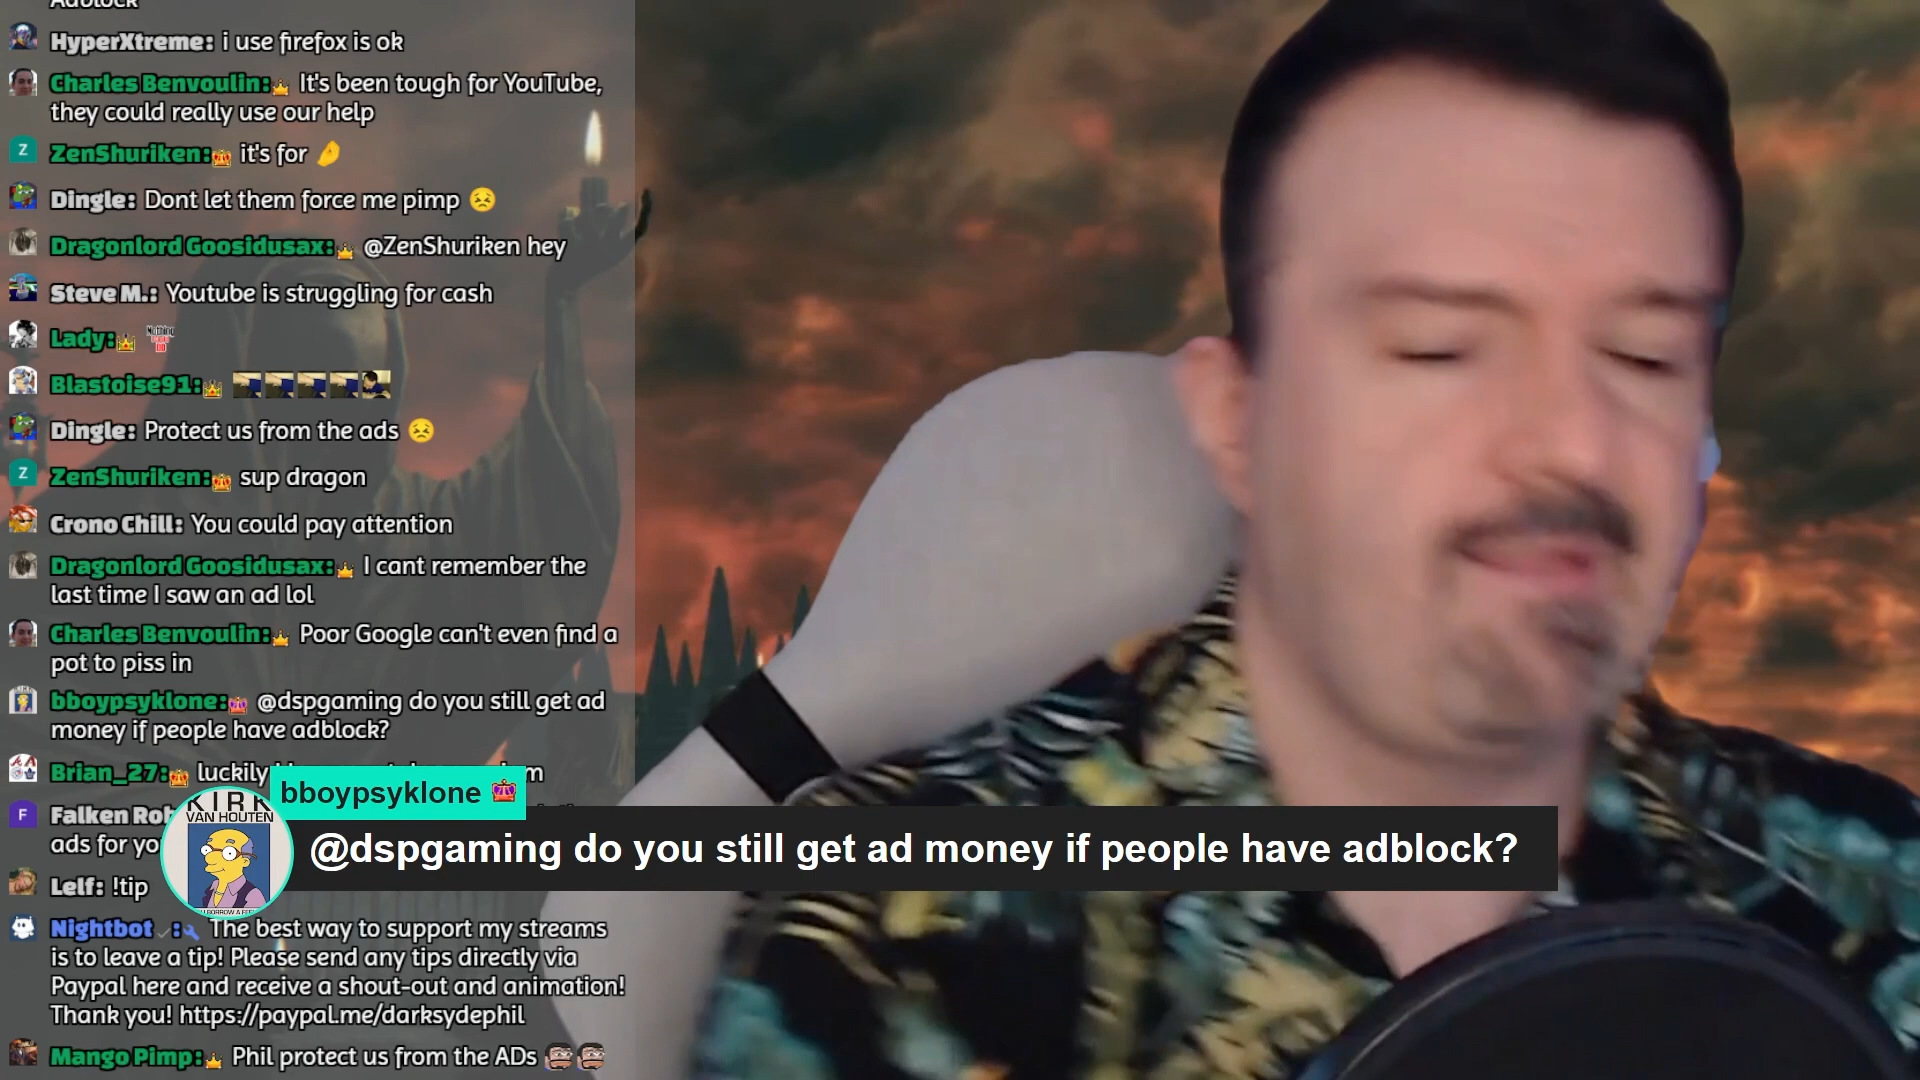 Adblock
HyperXtreme: i use firefox is ok
Charles Benvoulin: It's been tough for YouTube,
they could really use our help
Z ZenShuriken: it's for
Dingle: Dont let them force me pimp
Dragonlord Goosidusax: @ZenShuriken hey
Steve M.: Youtube is struggling for cash
Lady:
Blastoise91:
Dingle: Protect us from the ads
Z ZenShuriken: sup dragon
Crono Chill: You could pay attention
Dragonlord Goosidusax: I cant remember the
last time I saw an ad lol
Charles Benvoulin: Poor Google can't even find a
pot to piss in
bboypsyklone: @dspgaming do you still get ad
money if people have adblock?
Brian_27: luckily
bboypsyklone
F Falken
ads for
KIRK
VAN HOUTEN
@dspgaming do you still get ad money if people have adblock?
Lelf: !tip
Nightbot: The best way to support my streams
is to leave a tip! Please send any tips directly via
Paypal here and receive a shout-out and animation!
Thank you! https://paypal.me/darksydephil
Mango Pimp: Phil protect us from the ADs